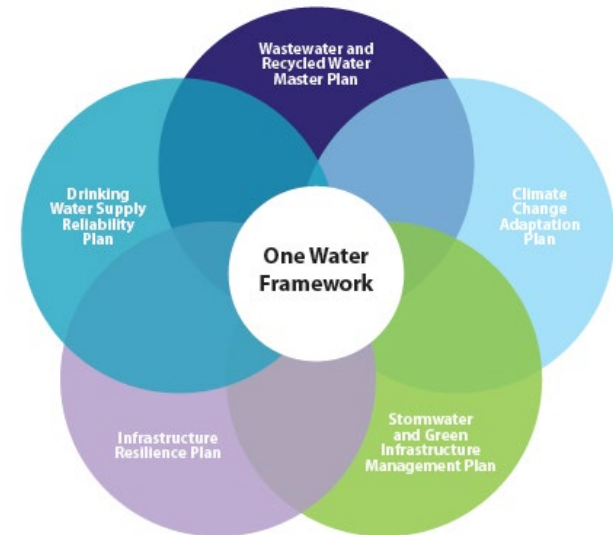 Wastewater and
Recycled Water
Master Plan
Drinking
Water Supply
Reliability
Plan
Climate
Change
Adaptation
Plan
One Water
Framework
Infrastructure
Resilience Plan
Stormwater
and Green
Infrastructure
Management Plan